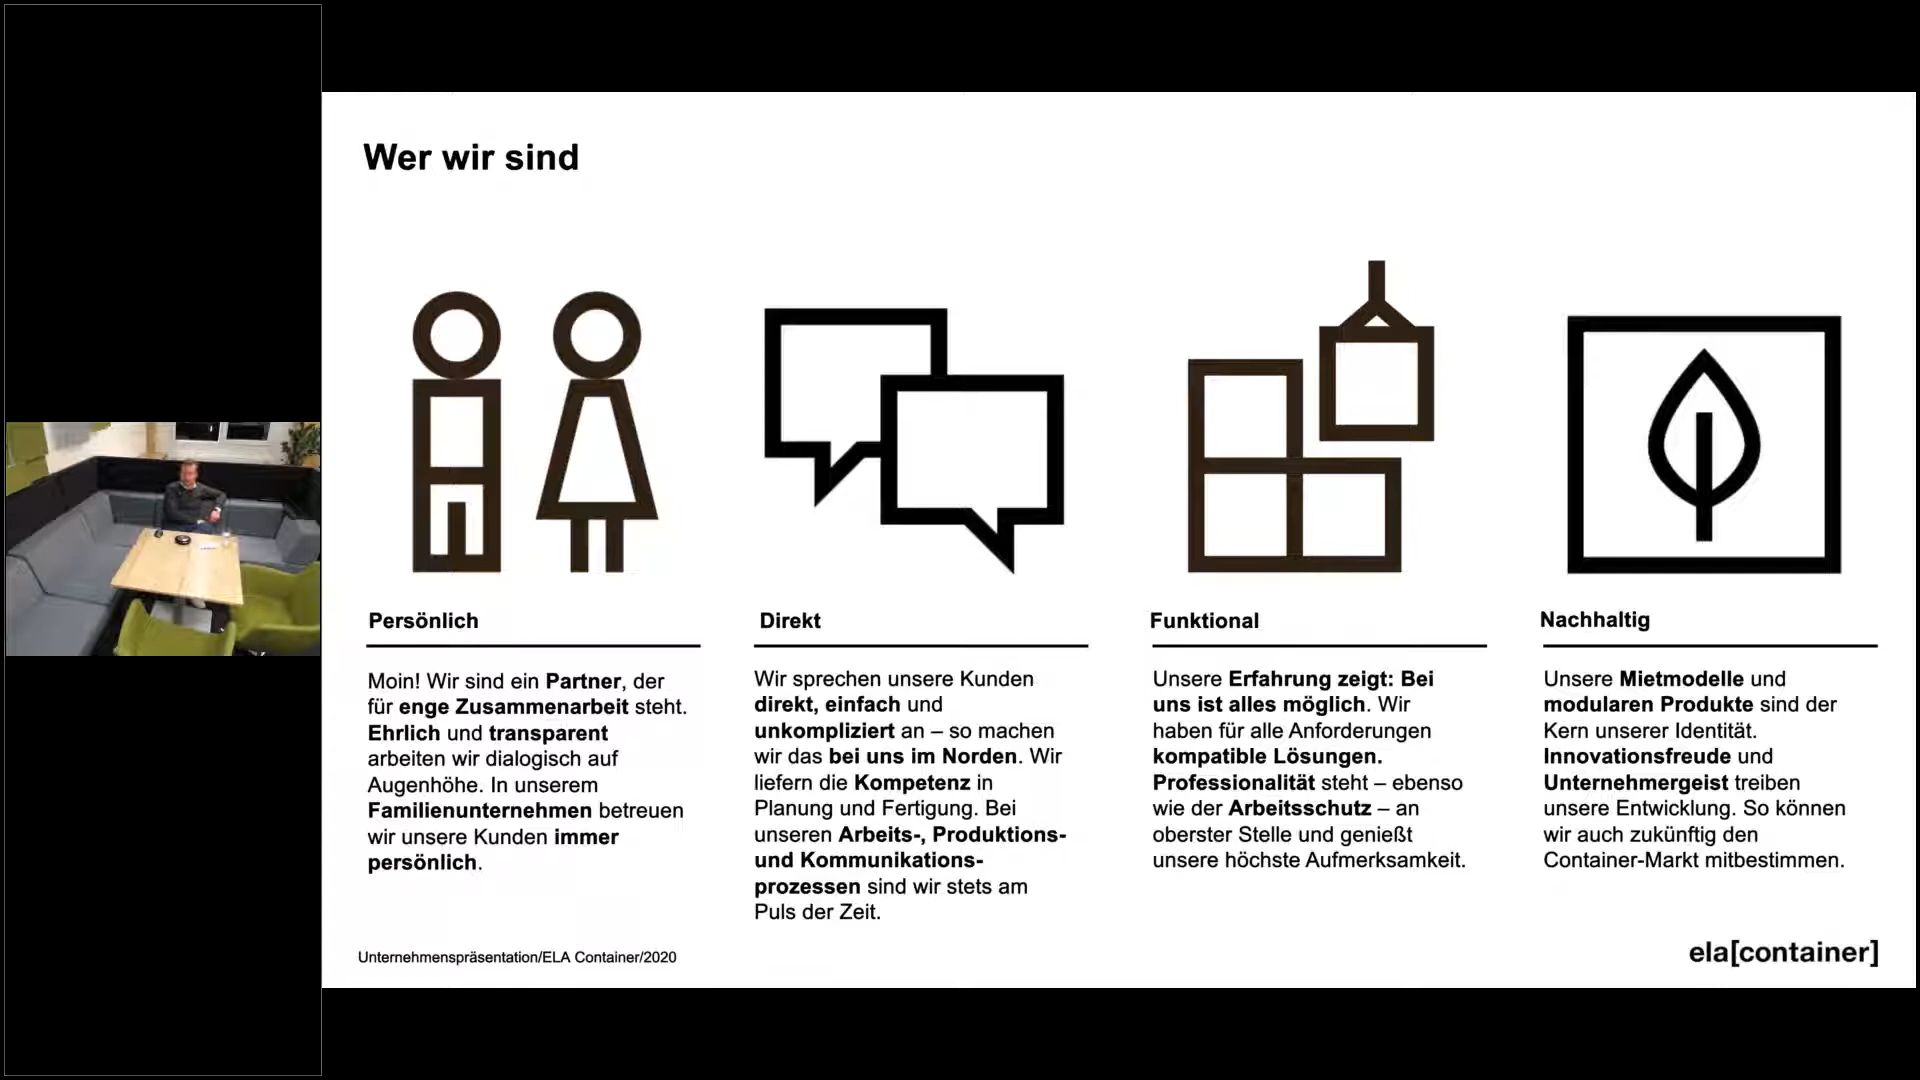 Wer wir sind
Persönlich
Moin! Wir sind ein Partner, der
für enge Zusammenarbeit steht.
Ehrlich und transparent
arbeiten wir dialogisch auf
Augenhöhe. In unserem
Familienunternehmen betreuen
wir unsere Kunden immer
persönlich.
Direkt
Wir sprechen unsere Kunden
direkt, einfach und
unkompliziert an – so machen
wir das bei uns im Norden. Wir
liefern die Kompetenz in
Planung und Fertigung. Bei
unseren Arbeits-, Produktions-
und Kommunikations-
prozessen sind wir stets am
Puls der Zeit.
Funktional
Unsere Erfahrung zeigt: Bei
uns ist alles möglich. Wir
haben für alle Anforderungen
kompatible Lösungen.
Professionalität steht – ebenso
wie der Arbeitsschutz – an
oberster Stelle und genießt
unsere höchste Aufmerksamkeit.
Nachhaltig
Unsere Mietmodelle und
modularen Produkte sind der
Kern unserer Identität.
Innovationsfreude und
Unternehmergeist treiben
unsere Entwicklung. So können
wir auch zukünftig den
Container-Markt mitbestimmen.
Unternehmenspräsentation/ELA Container/2020
ela[container]